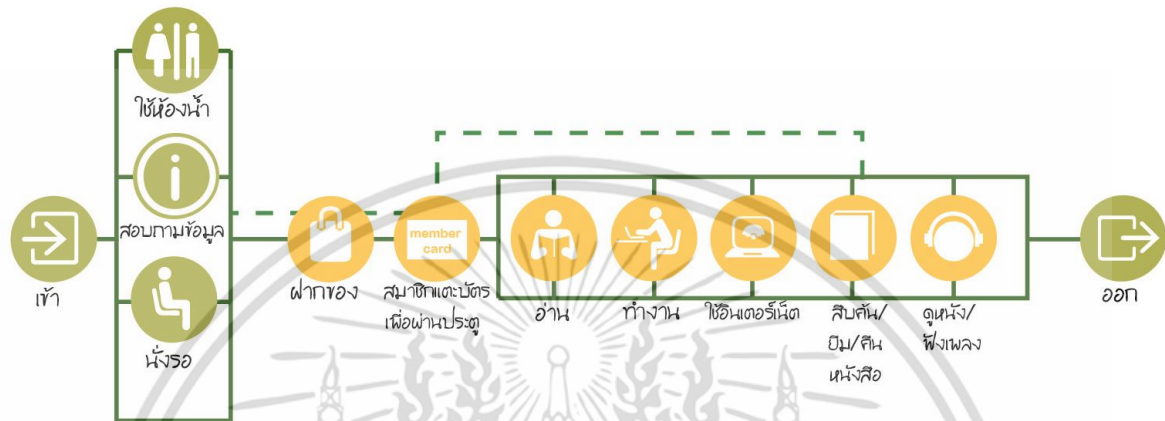 ใช้ห้องน้ำ
สอบถามข้อมูล
เข้า
นั่งรอ
ฝากของ
member
card
สมาชิกแตะบัตร
เพื่อผ่านประตู
อ่าน
ทำงาน
ใช้อินเตอร์เน็ต
สืบค้น/
ยืม/คืน
หนังสือ
ดูหนัง/
ฟังเพลง
ออก